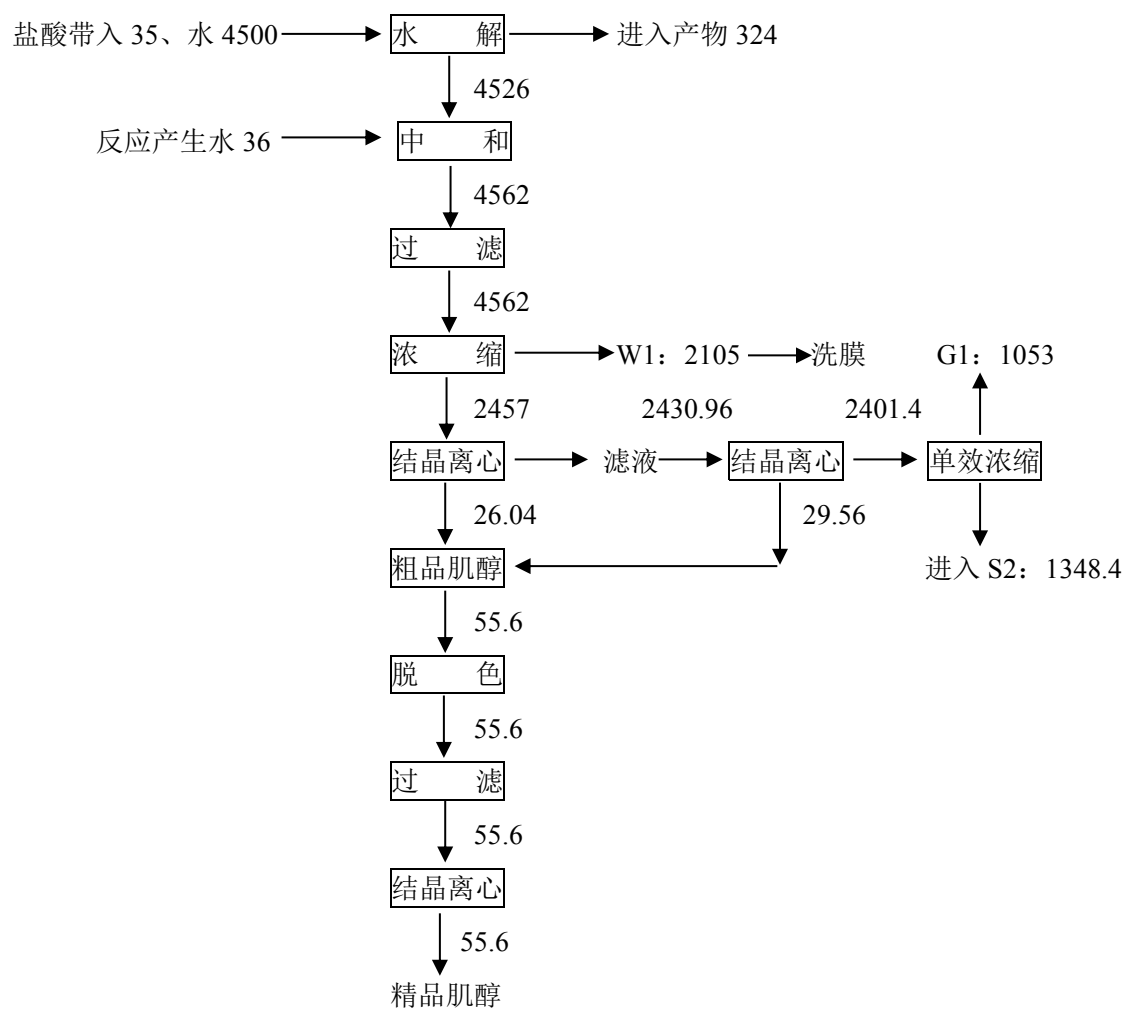 盐酸带入 35、水 4500
水 解
进入产物 324
4526
反应产生水 36
中 和
4562
过 滤
4562
浓 缩
W1：2105
洗膜
G1：1053
2457
2430.96
2401.4
结晶离心
滤液
结晶离心
单效浓缩
26.04
29.56
粗品肌醇
进入 S2：1348.4
55.6
脱 色
55.6
过 滤
55.6
结晶离心
55.6
精品肌醇